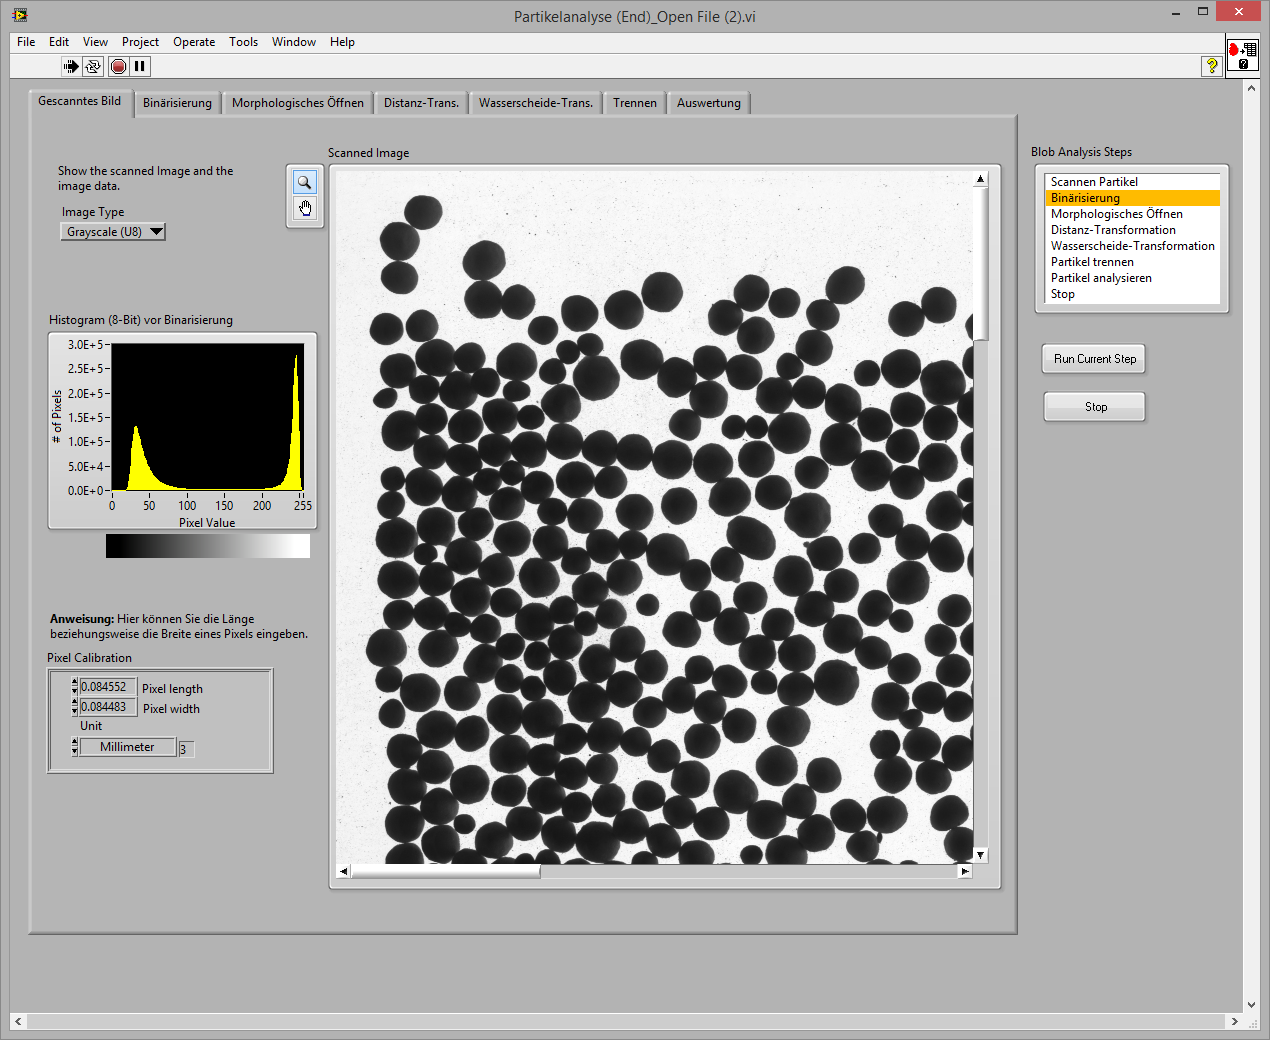 Partikelanalyse (End)_Open File (2).vi
File Edit View Project Operate Tools Window Help
Gescanntes Bild Binärisierung Morphologisches Öffnen Distanz-Trans. Wasserscheide-Trans. Trennen Auswertung
Show the scanned Image and the
image data.
Image Type
Grayscale (U8)
Scanned Image
Histogram (8-Bit) vor Binarisierung
# of Pixels
3.0E+5
2.5E+5
2.0E+5
1.5E+5
1.0E+5
5.0E+4
0.0E+0
0 50 100 150 200 255
Pixel Value
Anweisung: Hier können Sie die Länge
beziehungsweise die Breite eines Pixels eingeben.
Pixel Calibration
0.084552 Pixel length
0.084483 Pixel width
Unit
Millimeter 3
Blob Analysis Steps
Scannen Partikel
Binärisierung
Morphologisches Öffnen
Distanz-Transformation
Wasserscheide-Transformation
Partikel trennen
Partikel analysieren
Stop
Run Current Step
Stop